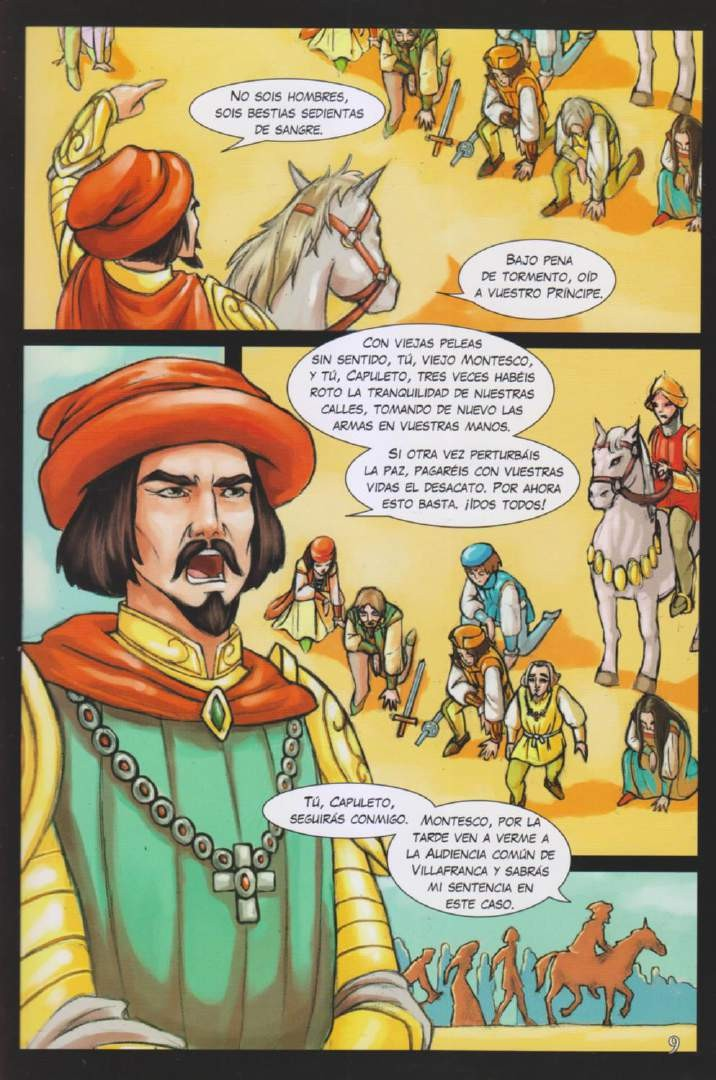 NO SOIS HOMBRES,
SOIS BESTIAS SEDIENTAS
DE SANGRE.
BAJO PENA
DE TORMENTO, OÍD
A VUESTRO PRÍNCIPE.
CON VIEJAS PELEAS
SIN SENTIDO, TÚ, VIEJO MONTESCO,
Y TÚ, CAPULETO, TRES VECES HABÉIS
ROTO LA TRANQUILIDAD DE NUESTRAS
CALLES, TOMANDO DE NUEVO LAS
ARMAS EN VUESTRAS MANOS.
SI OTRA VEZ PERTURBÁIS
LA PAZ, PAGARÉIS CON VUESTRAS
VIDAS EL DESACATO. POR AHORA
ESTO BASTA. ¡IDOS TODOS!
TÚ, CAPULETO,
SEGUIRÁS CONMIGO.
MONTESCO, POR LA
TARDE VEN A VERME A
LA AUDIENCIA COMÚN DE
VILLAFRANCA Y SABRÁS
MI SENTENCIA EN
ESTE CASO.
9